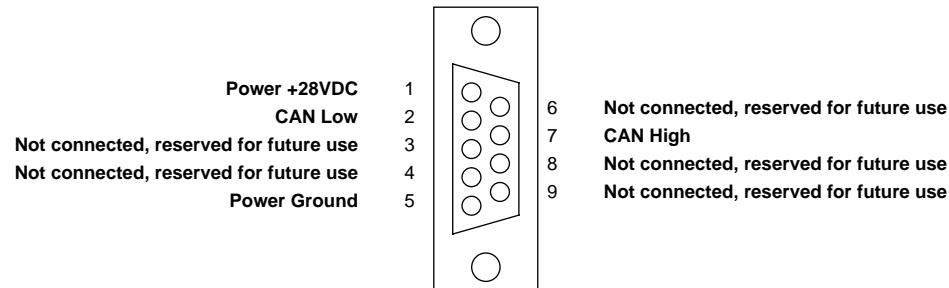 Power +28VDC 1
CAN Low 2
Not connected, reserved for future use 3
Not connected, reserved for future use 4
Power Ground 5
6 Not connected, reserved for future use
7 CAN High
8 Not connected, reserved for future use
9 Not connected, reserved for future use